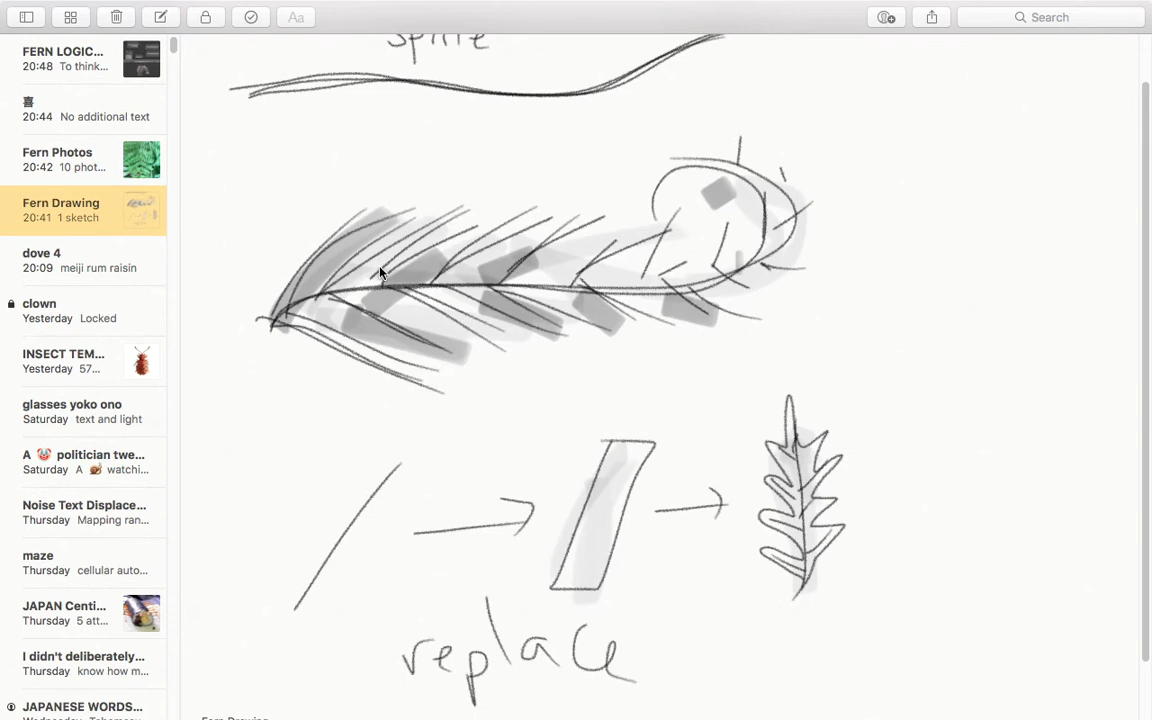 Aa
Search
FERN LOGIC...
20:48 To think...
喜
20:44 No additional text
Fern Photos
20:42 10 phot...
Fern Drawing
20:41 1 sketch
dove 4
20:09 meiji rum raisin
clown
Yesterday Locked
INSECT TEM...
Yesterday 57...
glasses yoko ono
Saturday text and light
A 🤡 politician twe...
Saturday A 🐌 watchi...
Noise Text Displace...
Thursday Mapping ran...
maze
Thursday cellular auto...
JAPAN Centi...
Thursday 5 att...
I didn't deliberately...
Thursday know how m...
JAPANESE WORDS...
replace
Fern Drawing